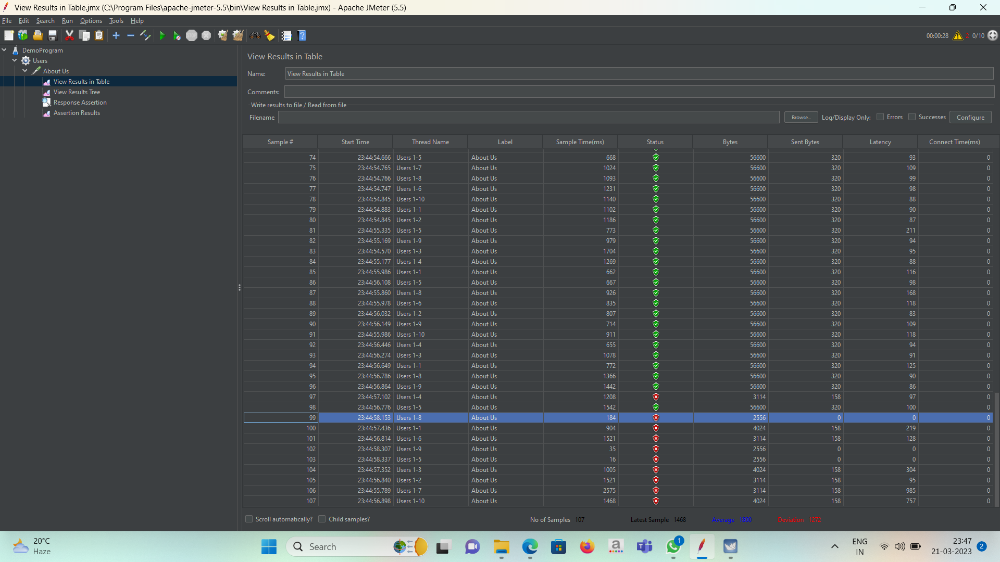 View Results in Table.jmx (C:\Program Files\apache-jmeter-5.5\bin\View Results in Table.jmx) - Apache JMeter (5.5)
File Edit Search Run Options Tools Help
00:00:28 2 0/10
DemoProgram
Users
About Us
View Results in Table
View Results Tree
Response Assertion
Assertion Results
View Results in Table
Name: View Results in Table
Comments:
Write results to file / Read from file
Filename Browse... Log/Display Only: Errors Successes Configure
Sample # Start Time Thread Name Label Sample Time(ms) Status Bytes Sent Bytes Latency Connect Time(ms)
74 23:44:54.666 Users 1-5 About Us 668 56600 320 93 0
75 23:44:54.765 Users 1-7 About Us 1024 56600 320 109 0
76 23:44:54.766 Users 1-8 About Us 1093 56600 320 99 0
77 23:44:54.747 Users 1-6 About Us 1231 56600 320 98 0
78 23:44:54.845 Users 1-10 About Us 1140 56600 320 88 0
79 23:44:54.883 Users 1-1 About Us 1102 56600 320 90 0
80 23:44:54.845 Users 1-2 About Us 1186 56600 320 87 0
81 23:44:55.335 Users 1-5 About Us 773 56600 320 211 0
82 23:44:55.169 Users 1-9 About Us 979 56600 320 94 0
83 23:44:54.570 Users 1-3 About Us 1704 56600 320 95 0
84 23:44:55.177 Users 1-4 About Us 1269 56600 320 88 0
85 23:44:55.986 Users 1-1 About Us 662 56600 320 116 0
86 23:44:56.108 Users 1-5 About Us 667 56600 320 98 0
87 23:44:55.860 Users 1-8 About Us 926 56600 320 168 0
88 23:44:55.978 Users 1-6 About Us 835 56600 320 118 0
89 23:44:56.032 Users 1-2 About Us 807 56600 320 83 0
90 23:44:56.149 Users 1-9 About Us 714 56600 320 109 0
91 23:44:55.986 Users 1-10 About Us 911 56600 320 118 0
92 23:44:56.446 Users 1-4 About Us 655 56600 320 94 0
93 23:44:56.274 Users 1-3 About Us 1078 56600 320 91 0
94 23:44:56.649 Users 1-1 About Us 772 56600 320 125 0
95 23:44:56.786 Users 1-8 About Us 1366 56600 320 90 0
96 23:44:56.864 Users 1-9 About Us 1442 56600 320 86 0
97 23:44:57.102 Users 1-4 About Us 1208 3114 158 97 0
98 23:44:56.776 Users 1-5 About Us 1542 56600 320 100 0
99 23:44:58.153 Users 1-8 About Us 184 2556 0 0 0
100 23:44:57.436 Users 1-1 About Us 904 4024 158 219 0
101 23:44:56.814 Users 1-6 About Us 1521 3114 158 128 0
102 23:44:58.307 Users 1-9 About Us 35 2556 0 0 0
103 23:44:58.337 Users 1-5 About Us 16 2556 0 0 0
104 23:44:57.352 Users 1-3 About Us 1005 4024 158 304 0
105 23:44:56.840 Users 1-2 About Us 1521 3114 158 95 0
106 23:44:55.789 Users 1-7 About Us 2575 3114 158 985 0
107 23:44:56.898 Users 1-10 About Us 1468 4024 158 757 0
Scroll automatically? Child samples? No of Samples 107 Latest Sample 1468 Average 1800 Deviation 1272
20°C
Haze
Search
1
ENG
IN
23:47
21-03-2023
2